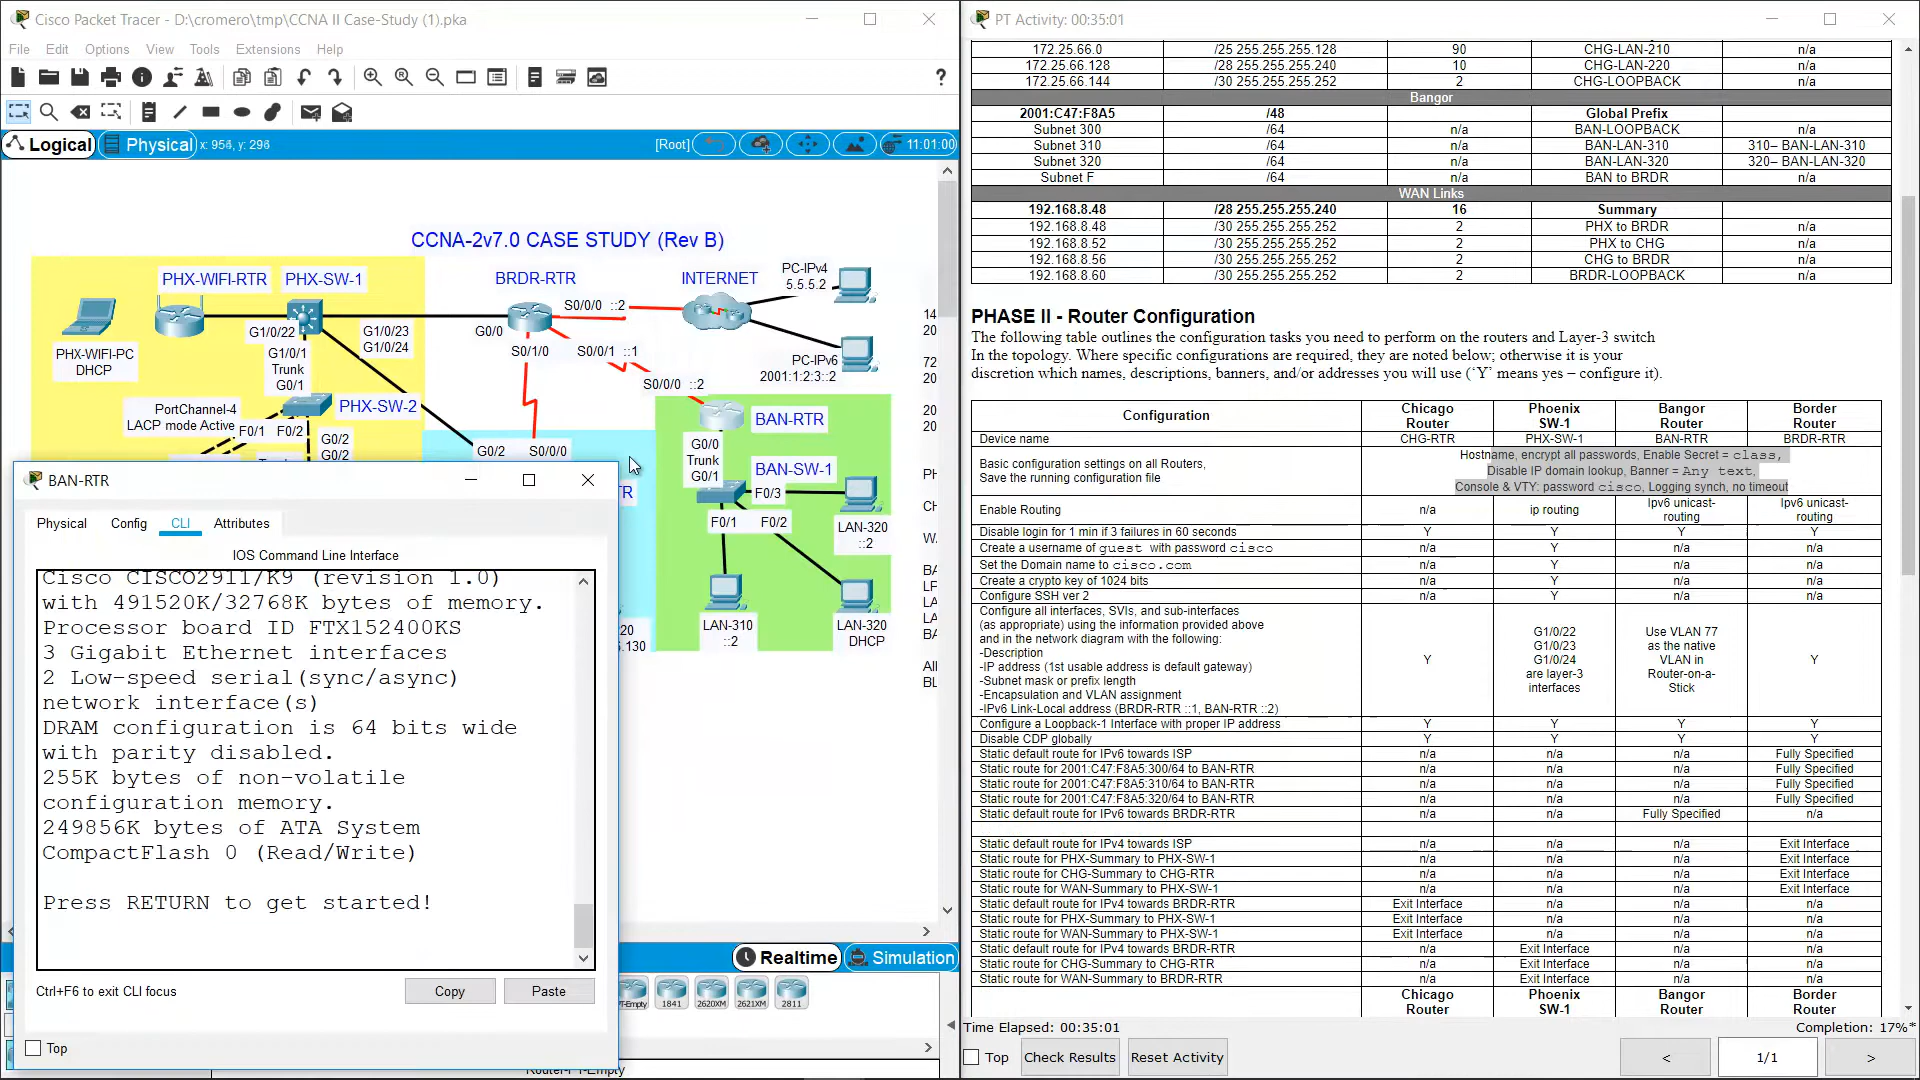 Cisco Packet Tracer - D:\cromero\tmp\CCNA II Case-Study (1).pka
File Edit Options View Tools Extensions Help
?
Logical Physical x: 956, y: 296 [Root] 11:01:00
CCNA-2v7.0 CASE STUDY (Rev B)
PHX-WIFI-RTR PHX-SW-1 BRDR-RTR INTERNET
PC-IPv4
5.5.5.2
S0/0/0 ::2
G1/0/22
G1/0/23
G1/0/24
G0/0
PHX-WIFI-PC
DHCP
G1/0/1
Trunk
G0/1
S0/1/0
S0/0/1 ::1
PC-IPv6
2001:1:2:3::2
S0/0/0 ::2
PortChannel-4
LACP mode Active
PHX-SW-2
F0/1 F0/2
G0/2
G0/2
G0/2 S0/0/0
BAN-RTR
G0/0
Trunk
G0/1
BAN-SW-1
F0/3
F0/1 F0/2
LAN-320
::2
LAN-310
::2
LAN-320
DHCP
14
20
72
20
20
20
PH
CH
W.
BA
LF
LA
LA
BA
All
BL
TR
20
.130
BAN-RTR
Physical Config CLI Attributes
IOS Command Line Interface
Cisco CISCO2911/K9 (revision 1.0)
with 491520K/32768K bytes of memory.
Processor board ID FTX152400KS
3 Gigabit Ethernet interfaces
2 Low-speed serial(sync/async)
network interface(s)
DRAM configuration is 64 bits wide
with parity disabled.
255K bytes of non-volatile
configuration memory.
249856K bytes of ATA System
CompactFlash 0 (Read/Write)
Press RETURN to get started!
Ctrl+F6 to exit CLI focus Copy Paste
Top
Realtime Simulation
PT-Empty 1841 2620XM 2621XM 2811
Router-PT-Empty
PT Activity: 00:35:01
172.25.66.0 /25 255.255.255.128 90 CHG-LAN-210 n/a
172.25.66.128 /28 255.255.255.240 10 CHG-LAN-220 n/a
172.25.66.144 /30 255.255.255.252 2 CHG-LOOPBACK n/a
Bangor
2001:C47:F8A5 /48 Global Prefix
Subnet 300 /64 n/a BAN-LOOPBACK n/a
Subnet 310 /64 n/a BAN-LAN-310 310– BAN-LAN-310
Subnet 320 /64 n/a BAN-LAN-320 320– BAN-LAN-320
Subnet F /64 n/a BAN to BRDR n/a
WAN Links
192.168.8.48 /28 255.255.255.240 16 Summary
192.168.8.48 /30 255.255.255.252 2 PHX to BRDR n/a
192.168.8.52 /30 255.255.255.252 2 PHX to CHG n/a
192.168.8.56 /30 255.255.255.252 2 CHG to BRDR n/a
192.168.8.60 /30 255.255.255.252 2 BRDR-LOOPBACK n/a
PHASE II - Router Configuration
The following table outlines the configuration tasks you need to perform on the routers and Layer-3 switch
In the topology. Where specific configurations are required, they are noted below; otherwise it is your
discretion which names, descriptions, banners, and/or addresses you will use (‘Y’ means yes – configure it).
Configuration Chicago Router Phoenix SW-1 Bangor Router Border Router
Device name CHG-RTR PHX-SW-1 BAN-RTR BRDR-RTR
Basic configuration settings on all Routers,
Save the running configuration file
Hostname, encrypt all passwords, Enable Secret = class,
Disable IP domain lookup, Banner = Any text,
Console & VTY: password cisco, Logging synch, no timeout
Enable Routing n/a ip routing Ipv6 unicast-routing Ipv6 unicast-routing
Disable login for 1 min if 3 failures in 60 seconds Y Y Y Y
Create a username of guest with password cisco n/a Y n/a n/a
Set the Domain name to cisco.com n/a Y n/a n/a
Create a crypto key of 1024 bits n/a Y n/a n/a
Configure SSH ver 2 n/a Y n/a n/a
Configure all interfaces, SVIs, and sub-interfaces
(as appropriate) using the information provided above
and in the network diagram with the following:
-Description
-IP address (1st usable address is default gateway)
-Subnet mask or prefix length
-Encapsulation and VLAN assignment
-IPv6 Link-Local address (BRDR-RTR ::1, BAN-RTR ::2)
Y
G1/0/22
G1/0/23
G1/0/24
are layer-3
interfaces
Use VLAN 77
as the native
VLAN in
Router-on-a-
Stick
Y
Configure a Loopback-1 Interface with proper IP address Y Y Y Y
Disable CDP globally Y Y Y Y
Static default route for IPv6 towards ISP n/a n/a n/a Fully Specified
Static route for 2001:C47:F8A5:300/64 to BAN-RTR n/a n/a n/a Fully Specified
Static route for 2001:C47:F8A5:310/64 to BAN-RTR n/a n/a n/a Fully Specified
Static route for 2001:C47:F8A5:320/64 to BAN-RTR n/a n/a n/a Fully Specified
Static default route for IPv6 to BRDR-RTR n/a n/a Fully Specified n/a
Static default route for IPv4 towards ISP n/a n/a n/a Exit Interface
Static route for PHX-Summary to PHX-SW-1 n/a n/a n/a Exit Interface
Static route for CHG-Summary to CHG-RTR n/a n/a n/a Exit Interface
Static route for WAN-Summary to PHX-SW-1 n/a n/a n/a Exit Interface
Static default route for IPv4 towards BRDR-RTR Exit Interface n/a n/a n/a
Static route for PHX-Summary to PHX-SW-1 Exit Interface n/a n/a n/a
Static route for WAN-Summary to PHX-SW-1 Exit Interface n/a n/a n/a
Static default route for IPv4 towards BRDR-RTR n/a Exit Interface n/a n/a
Static route for CHG-Summary to CHG-RTR n/a Exit Interface n/a n/a
Static route for WAN-Summary to BRDR-RTR n/a Exit Interface n/a n/a
Chicago Router Phoenix SW-1 Bangor Router Border Router
Time Elapsed: 00:35:01 Completion: 17%*
Top Check Results Reset Activity < 1/1 >